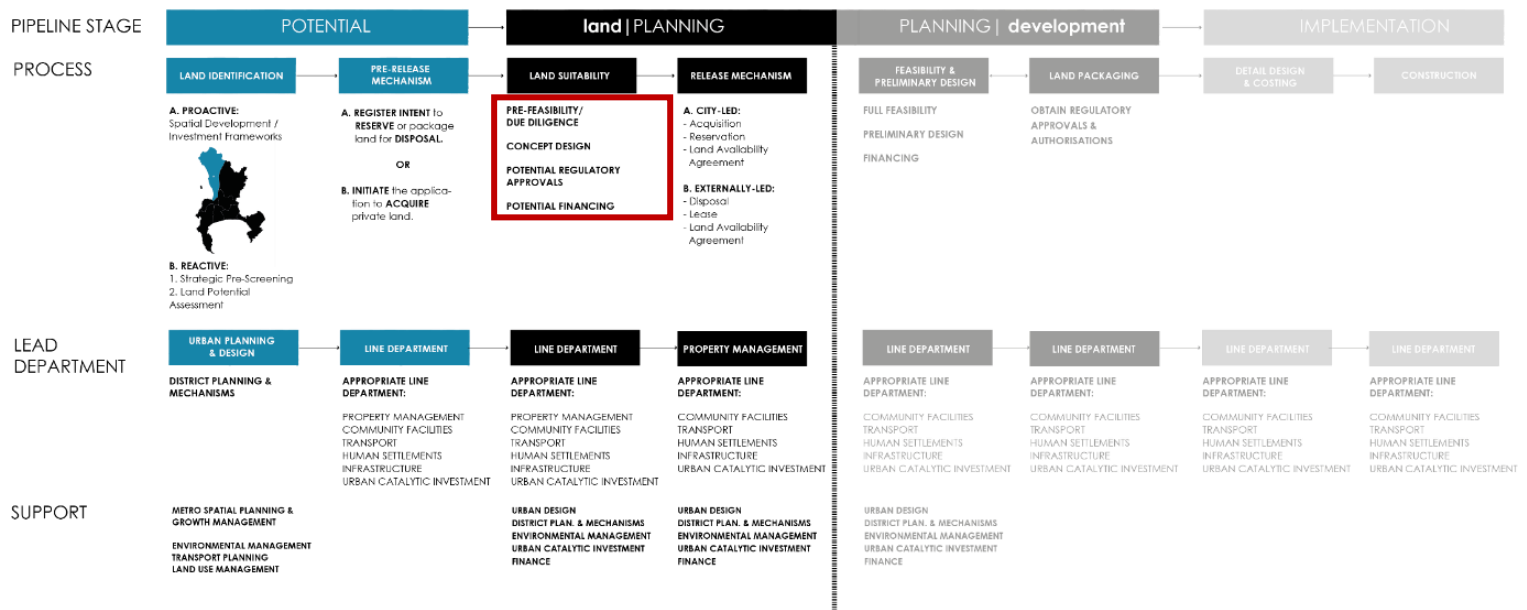 PIPELINE STAGE
POTENTIAL
land|PLANNING
PLANNING| development
IMPLEMENTATION
PROCESS
LAND IDENTIFICATION
PRE-RELEASE
MECHANISM
LAND SUITABILITY
RELEASE MECHANISM
FEASIBILITY &
PRELIMINARY DESIGN
LAND PACKAGING
DETAIL DESIGN
& COSTING
CONSTRUCTION
A. PROACTIVE:
Spatial Development /
Investment Frameworks
B. REACTIVE:
1. Strategic Pre-Screening
2. Land Potential
Assessment
A. REGISTER INTENT to
RESERVE or package
land for DISPOSAL.
OR
B. INITIATE the applica-
tion to ACQUIRE
private land.
PRE-FEASIBILITY/
DUE DILIGENCE
CONCEPT DESIGN
POTENTIAL REGULATORY
APPROVALS
POTENTIAL FINANCING
A. CITY-LED:
- Acquisition
- Reservation
- Land Availability
Agreement
B. EXTERNALLY-LED:
- Disposal
- Lease
- Land Availability
Agreement
FULL FEASIBILITY
PRELIMINARY DESIGN
FINANCING
OBTAIN REGULATORY
APPROVALS &
AUTHORISATIONS
LEAD
DEPARTMENT
URBAN PLANNING
& DESIGN
LINE DEPARTMENT
LINE DEPARTMENT
PROPERTY MANAGEMENT
LINE DEPARTMENT
LINE DEPARTMENT
LINE DEPARTMENT
LINE DEPARTMENT
DISTRICT PLANNING &
MECHANISMS
APPROPRIATE LINE
DEPARTMENT:
PROPERTY MANAGEMENT
COMMUNITY FACILITIES
TRANSPORT
HUMAN SETTLEMENTS
INFRASTRUCTURE
URBAN CATALYTIC INVESTMENT
APPROPRIATE LINE
DEPARTMENT:
PROPERTY MANAGEMENT
COMMUNITY FACILITIES
TRANSPORT
HUMAN SETTLEMENTS
INFRASTRUCTURE
URBAN CATALYTIC INVESTMENT
APPROPRIATE LINE
DEPARTMENT:
COMMUNITY FACILITIES
TRANSPORT
HUMAN SETTLEMENTS
INFRASTRUCTURE
URBAN CATALYTIC INVESTMENT
APPROPRIATE LINE
DEPARTMENT:
COMMUNITY FACILITIES
TRANSPORT
HUMAN SETTLEMENTS
INFRASTRUCTURE
URBAN CATALYTIC INVESTMENT
APPROPRIATE LINE
DEPARTMENT:
COMMUNITY FACILITIES
TRANSPORT
HUMAN SETTLEMENTS
INFRASTRUCTURE
URBAN CATALYTIC INVESTMENT
APPROPRIATE LINE
DEPARTMENT:
COMMUNITY FACILITIES
TRANSPORT
HUMAN SETTLEMENTS
INFRASTRUCTURE
URBAN CATALYTIC INVESTMENT
APPROPRIATE LINE
DEPARTMENT:
COMMUNITY FACILITIES
TRANSPORT
HUMAN SETTLEMENTS
INFRASTRUCTURE
URBAN CATALYTIC INVESTMENT
SUPPORT
METRO SPATIAL PLANNING &
GROWTH MANAGEMENT
ENVIRONMENTAL MANAGEMENT
TRANSPORT PLANNING
LAND USE MANAGEMENT
URBAN DESIGN
DISTRICT PLAN. & MECHANISMS
ENVIRONMENTAL MANAGEMENT
URBAN CATALYTIC INVESTMENT
FINANCE
URBAN DESIGN
DISTRICT PLAN. & MECHANISMS
ENVIRONMENTAL MANAGEMENT
URBAN CATALYTIC INVESTMENT
FINANCE
URBAN DESIGN
DISTRICT PLAN. & MECHANISMS
ENVIRONMENTAL MANAGEMENT
URBAN CATALYTIC INVESTMENT
FINANCE